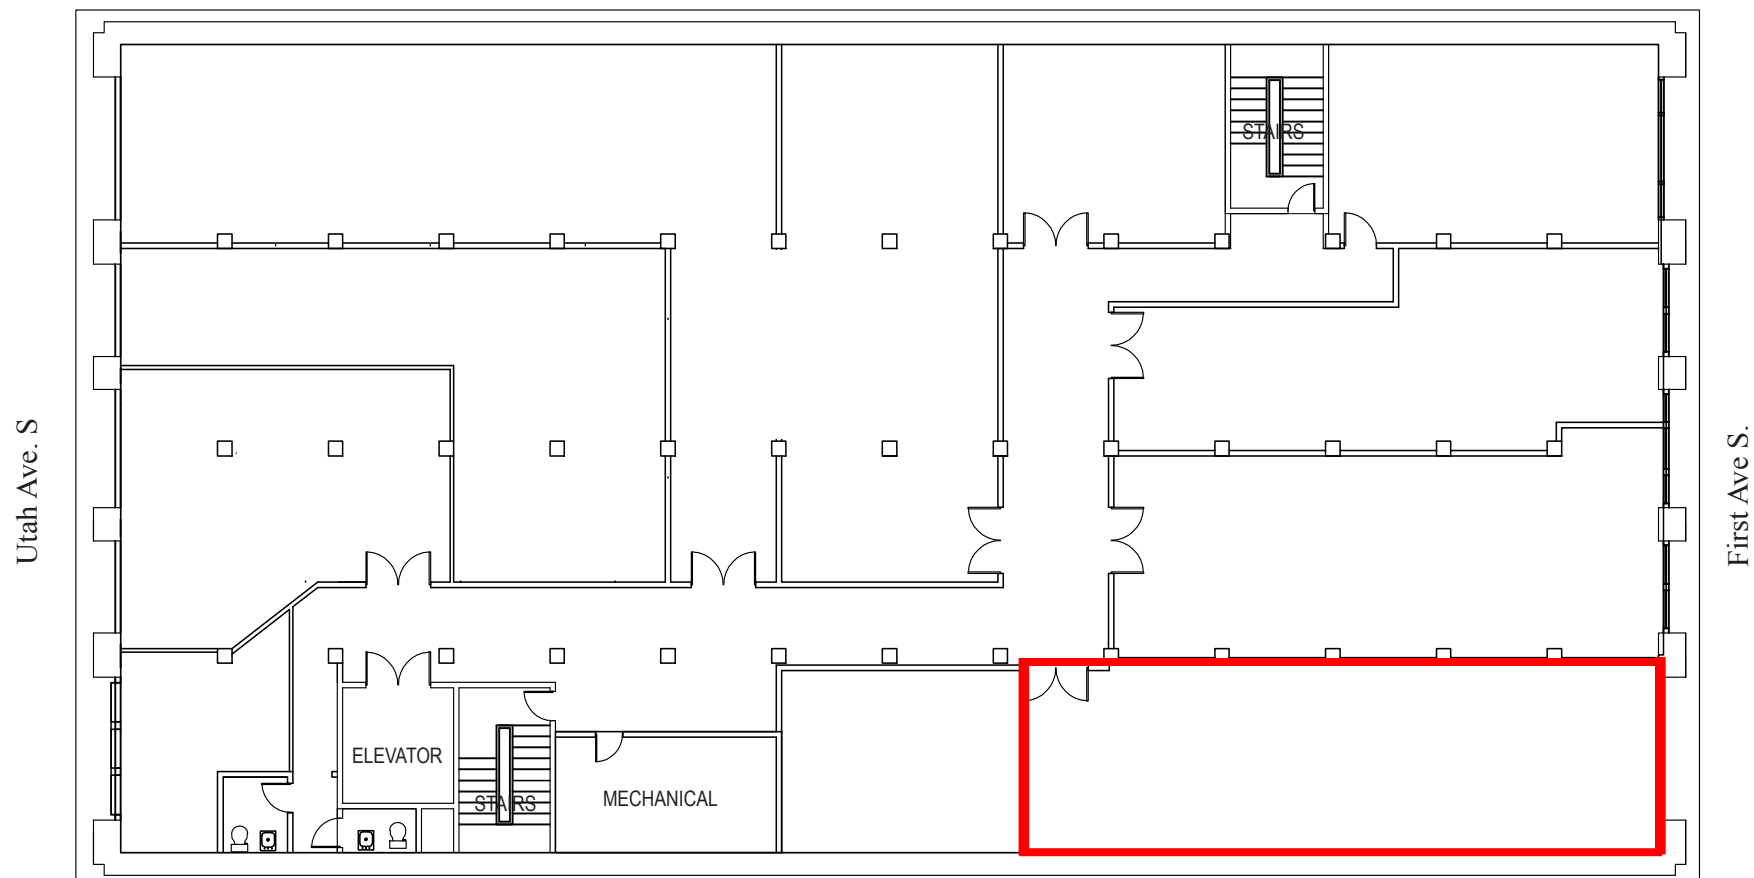 STAIRS
Utah Ave. S
First Ave S.
ELEVATOR
STAIRS
MECHANICAL